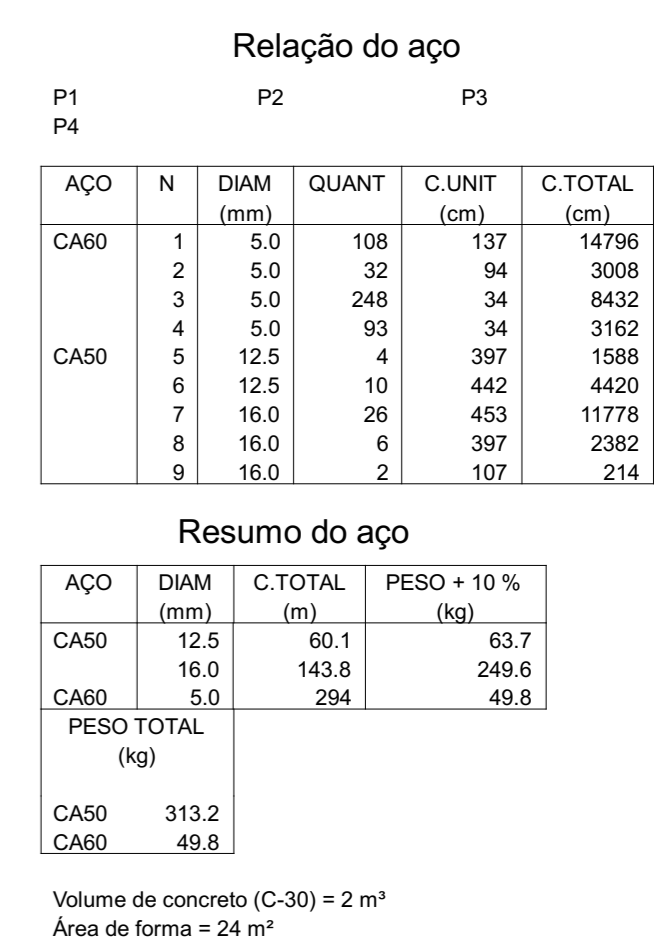 Relação do aço
P1 P2 P3
P4
AÇO N DIAM QUANT C.UNIT C.TOTAL
(mm) (cm) (cm)
CA60 1 5.0 108 137 14796
2 5.0 32 94 3008
3 5.0 248 34 8432
4 5.0 93 34 3162
CA50 5 12.5 4 397 1588
6 12.5 10 442 4420
7 16.0 26 453 11778
8 16.0 6 397 2382
9 16.0 2 107 214
Resumo do aço
AÇO DIAM C.TOTAL PESO + 10 %
(mm) (m) (kg)
CA50 12.5 60.1 63.7
16.0 143.8 249.6
CA60 5.0 294 49.8
PESO TOTAL
(kg)
CA50 313.2
CA60 49.8
Volume de concreto (C-30) = 2 m³
Área de forma = 24 m²